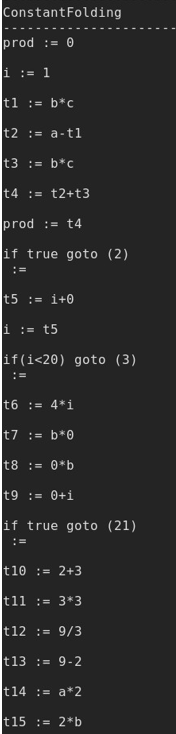 ConstantFolding
----------------------
prod := 0
i := 1
t1 := b*c
t2 := a-t1
t3 := b*c
t4 := t2+t3
prod := t4
if true goto (2)
 :=
t5 := i+0
i := t5
if(i<20) goto (3)
 :=
t6 := 4*i
t7 := b*0
t8 := 0*b
t9 := 0+i
if true goto (21)
 :=
t10 := 2+3
t11 := 3*3
t12 := 9/3
t13 := 9-2
t14 := a*2
t15 := 2*b